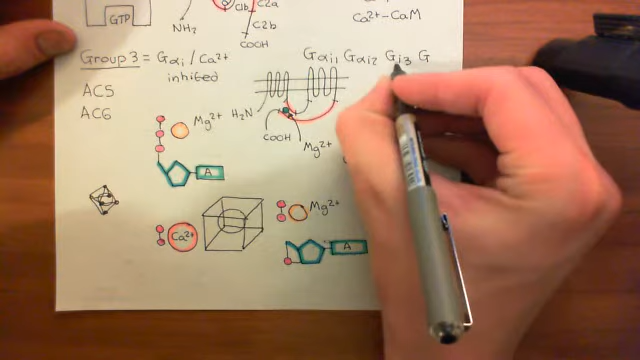 GTP
NH₂
C1b
C2a
C2b
COOH
Ca²⁺-CaM
Group 3 = Gαi / Ca²⁺
inhibited
Gαi1 Gαi2 Gi3 G
AC5
AC6
H₂N
COOH
Mg²⁺
Mg²⁺
A
Ca²⁺
Mg²⁺
A